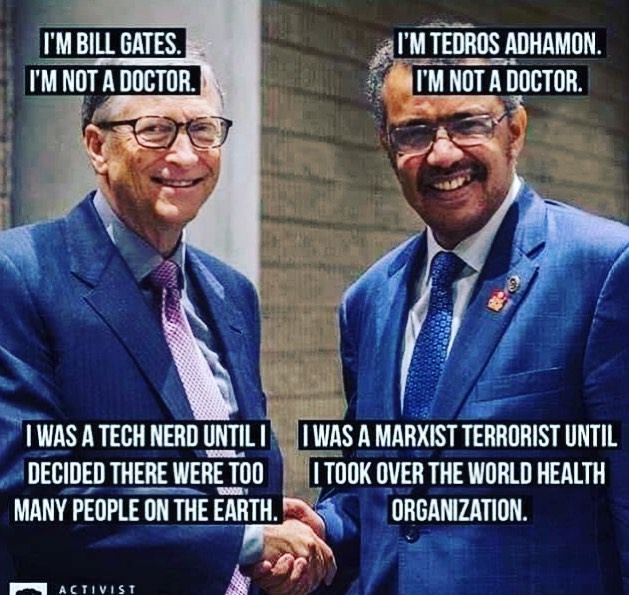 I'M BILL GATES.
I'M NOT A DOCTOR.
I'M TEDROS ADHAMON.
I'M NOT A DOCTOR.
I WAS A TECH NERD UNTIL I
DECIDED THERE WERE TOO
MANY PEOPLE ON THE EARTH.
I WAS A MARXIST TERRORIST UNTIL
I TOOK OVER THE WORLD HEALTH
ORGANIZATION.
ACTIVIST